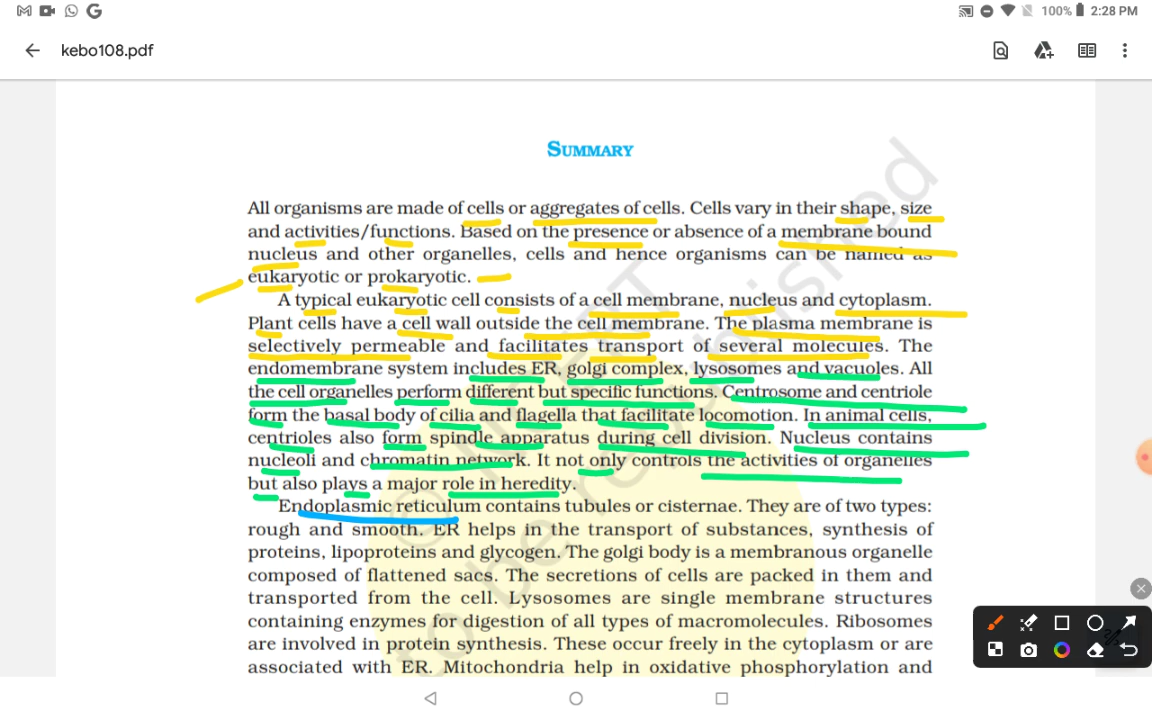 100% 2:28 PM
kebo108.pdf
SUMMARY
All organisms are made of cells or aggregates of cells. Cells vary in their shape, size
and activities/functions. Based on the presence or absence of a membrane bound
nucleus and other organelles, cells and hence organisms can be named as
eukaryotic or prokaryotic.
A typical eukaryotic cell consists of a cell membrane, nucleus and cytoplasm.
Plant cells have a cell wall outside the cell membrane. The plasma membrane is
selectively permeable and facilitates transport of several molecules. The
endomembrane system includes ER, golgi complex, lysosomes and vacuoles. All
the cell organelles perform different but specific functions. Centrosome and centriole
form the basal body of cilia and flagella that facilitate locomotion. In animal cells,
centrioles also form spindle apparatus during cell division. Nucleus contains
nucleoli and chromatin network. It not only controls the activities of organelles
but also plays a major role in heredity.
Endoplasmic reticulum contains tubules or cisternae. They are of two types:
rough and smooth. ER helps in the transport of substances, synthesis of
proteins, lipoproteins and glycogen. The golgi body is a membranous organelle
composed of flattened sacs. The secretions of cells are packed in them and
transported from the cell. Lysosomes are single membrane structures
containing enzymes for digestion of all types of macromolecules. Ribosomes
are involved in protein synthesis. These occur freely in the cytoplasm or are
associated with ER. Mitochondria help in oxidative phosphorylation and